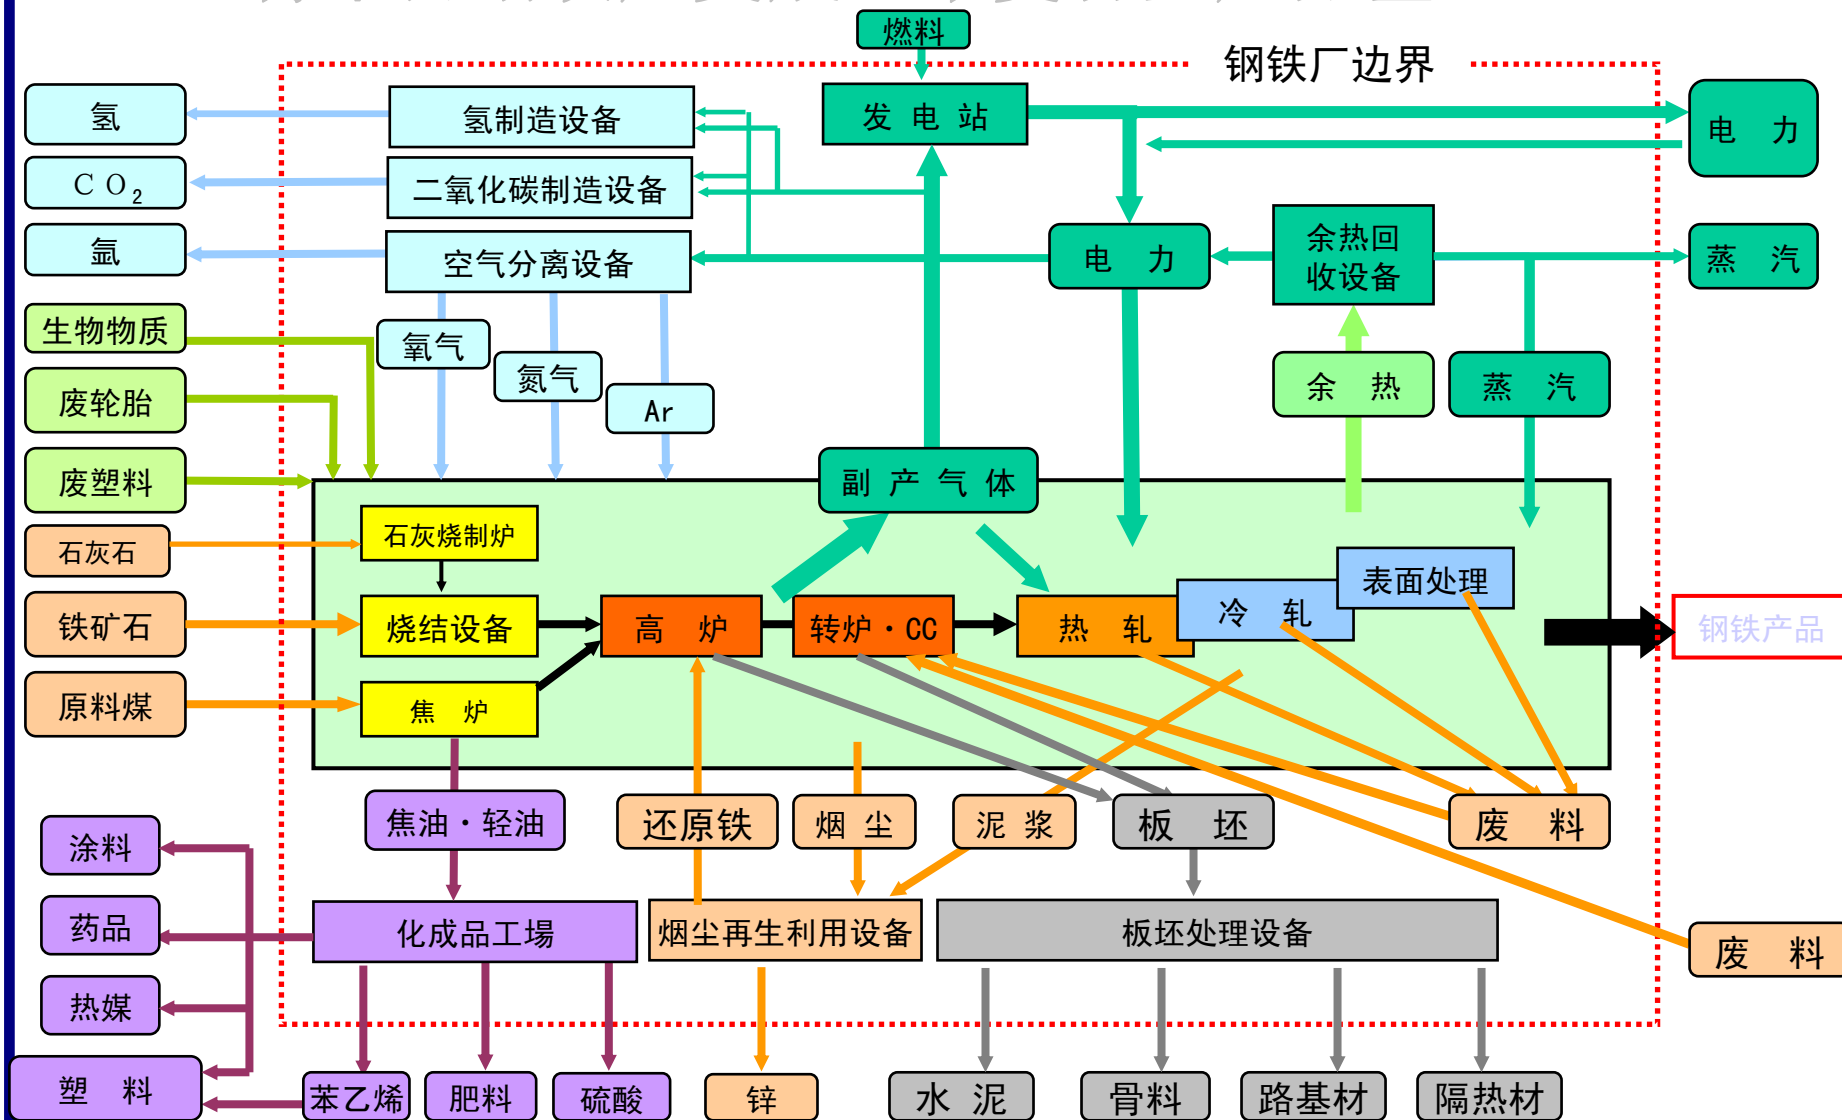 燃料
钢铁厂边界
氢
氢制造设备
发 电 站
电 力
CO₂
二氧化碳制造设备
氩
空气分离设备
电 力
余热回
收设备
蒸 汽
生物物质
氧气
氮气
Ar
余 热
蒸 汽
废轮胎
废塑料
副 产 气 体
石灰石
石灰烧制炉
铁矿石
烧结设备
高 炉
转炉·CC
热 轧
冷 轧
表面处理
钢铁产品
原料煤
焦 炉
焦油·轻油
还原铁
烟 尘
泥 浆
板 坯
废 料
涂料
药品
化成品工場
烟尘再生利用设备
板坯处理设备
废 料
热媒
塑 料
苯乙烯
肥料
硫酸
锌
水 泥
骨料
路基材
隔热材